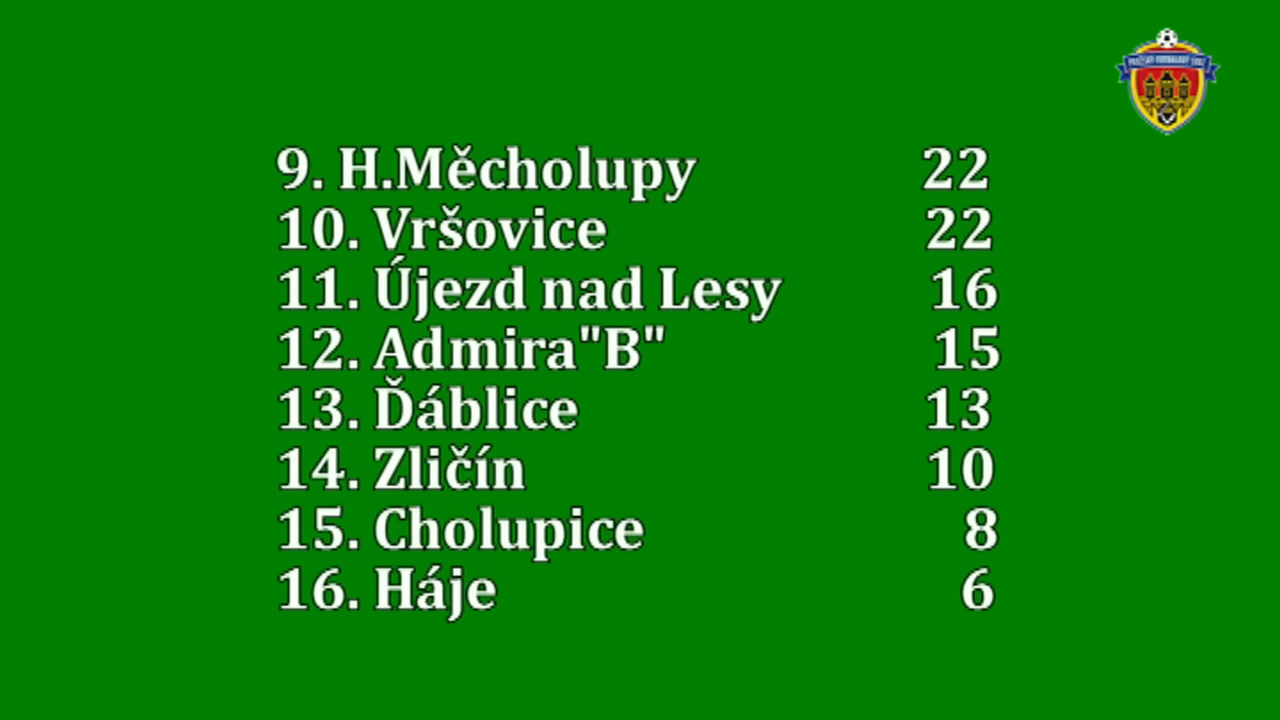 9. H.Měcholupy 22
10. Vršovice 22
11. Újezd nad Lesy 16
12. Admira"B" 15
13. Ďáblice 13
14. Zličín 10
15. Cholupice 8
16. Háje 6